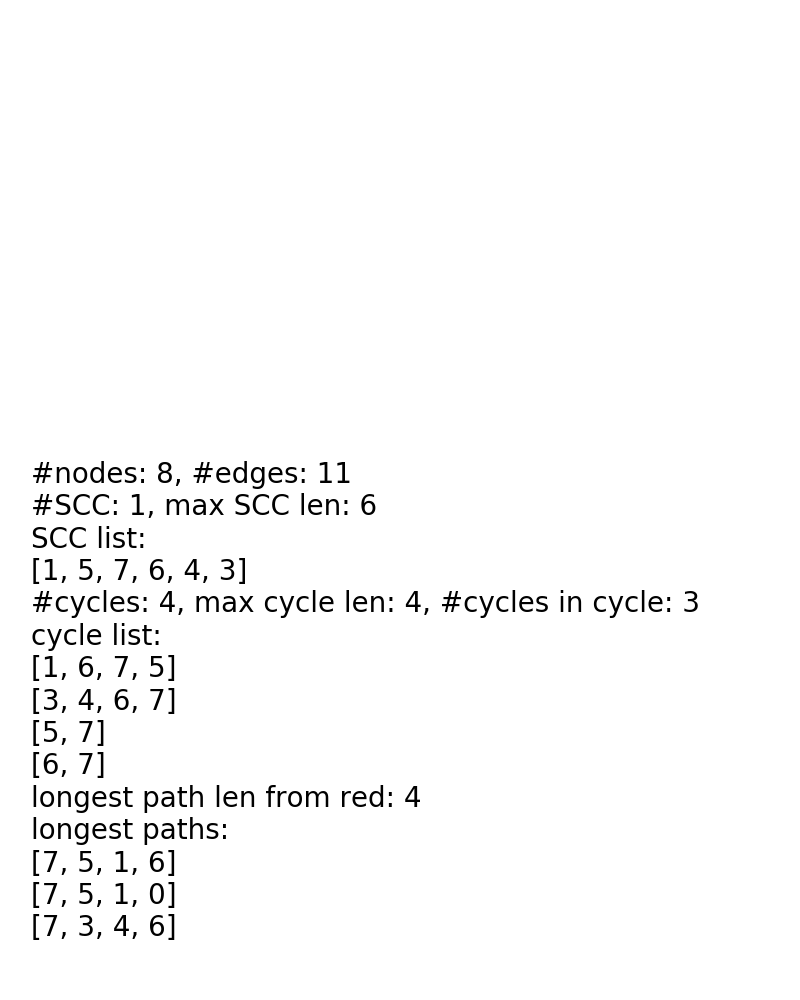 #nodes: 8, #edges: 11
#SCC: 1, max SCC len: 6
SCC list:
[1, 5, 7, 6, 4, 3]
#cycles: 4, max cycle len: 4, #cycles in cycle: 3
cycle list:
[1, 6, 7, 5]
[3, 4, 6, 7]
[5, 7]
[6, 7]
longest path len from red: 4
longest paths:
[7, 5, 1, 6]
[7, 5, 1, 0]
[7, 3, 4, 6]